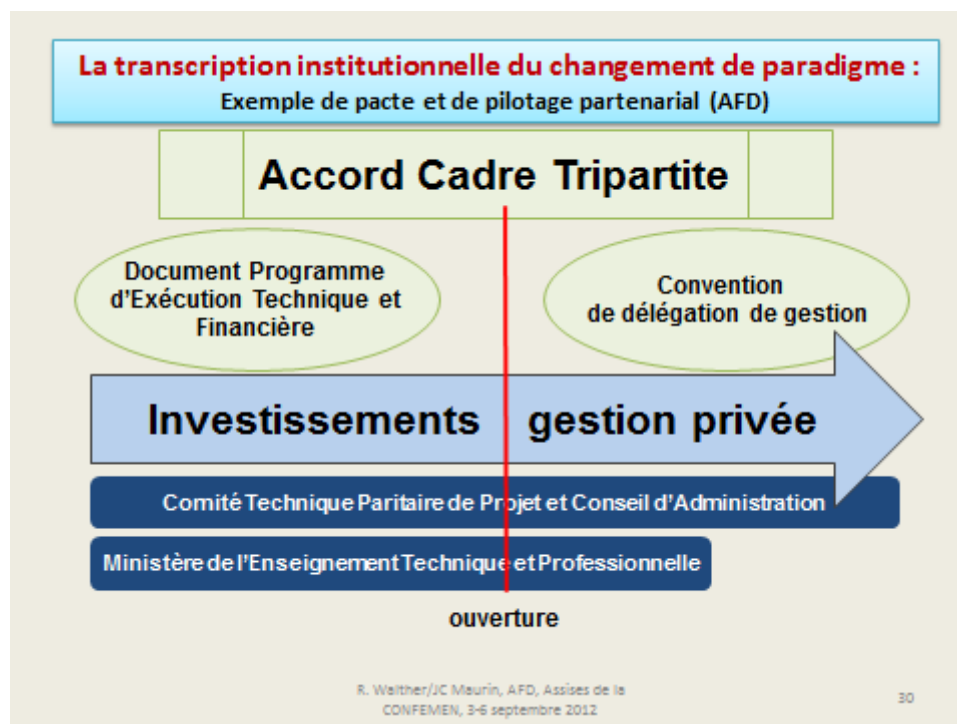 La transcription institutionnelle du changement de paradigme :
Exemple de pacte et de pilotage partenarial (AFD)
Accord Cadre Tripartite
Document Programme
d'Exécution Technique et
Financière
Convention
de délégation de gestion
Investissements gestion privée
Comité Technique Paritaire de Projet et Conseil d'Administration
Ministère de l'Enseignement Technique et Professionnelle
ouverture
R. Walther/JC Maurin, AFD, Assises de la
CONFEMEN, 3-6 septembre 2012
30